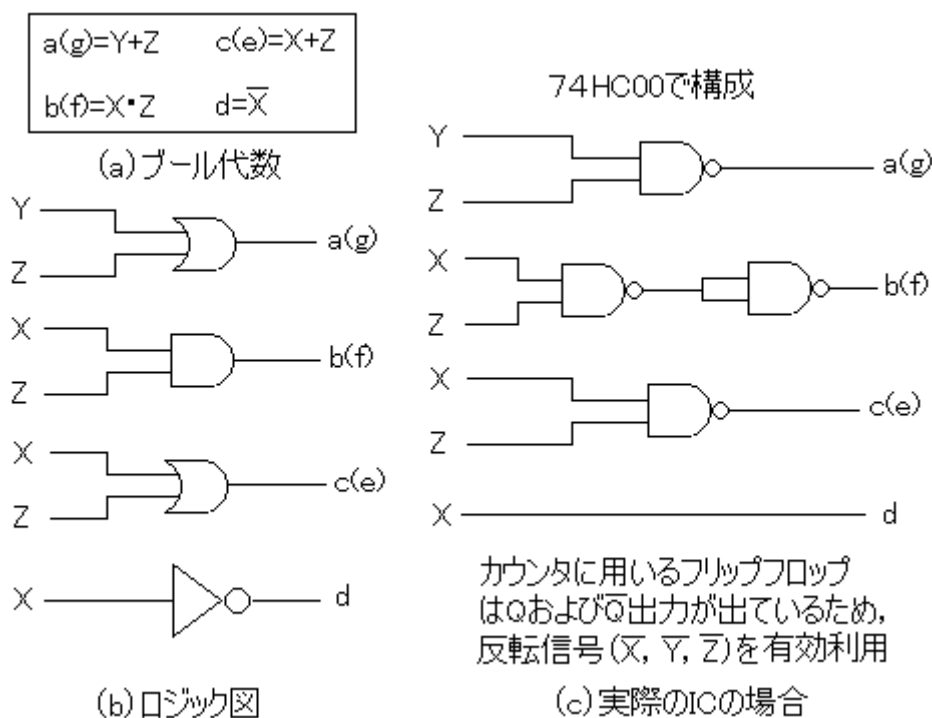 a(g)=Y+Z c(e)=X+Z
b(f)=X・Z d=X̅
(a)ブール代数
Y
Z
a(g)
X
Z
b(f)
X
Z
c(e)
X
d
(b)ロジック図
74HC00で構成
Y
Z
a(g)
X
Z
b(f)
X
Z
c(e)
X
d
カウンタに用いるフリップフロップ
はQおよびQ̅出力が出ているため,
反転信号(X̅, Y̅, Z̅)を有効利用
(c)実際のICの場合